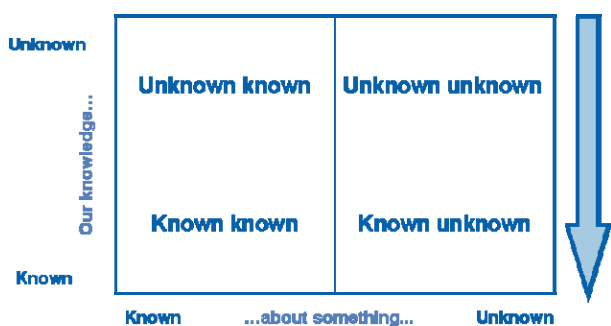 Unknown
Unknown known
Unknown unknown
Our knowledge...
Known known
Known unknown
Known
Known
...about something...
Unknown